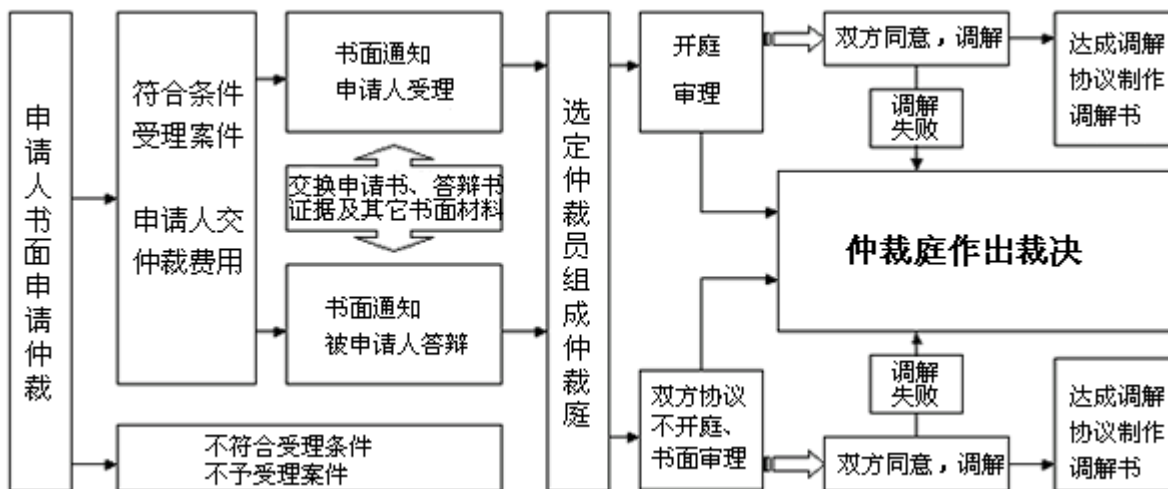 申请人书面申请仲裁
符合条件
受理案件
申请人交
仲裁费用
不符合受理条件
不予受理案件
书面通知
申请人受理
交换申请书、答辩书
证据及其它书面材料
书面通知
被申请人答辩
选定仲裁员组成仲裁庭
开庭
审理
双方同意，调解
达成调解
协议制作
调解书
调解
失败
仲裁庭作出裁决
调解
失败
双方协议
不开庭、
书面审理
双方同意，调解
达成调解
协议制作
调解书